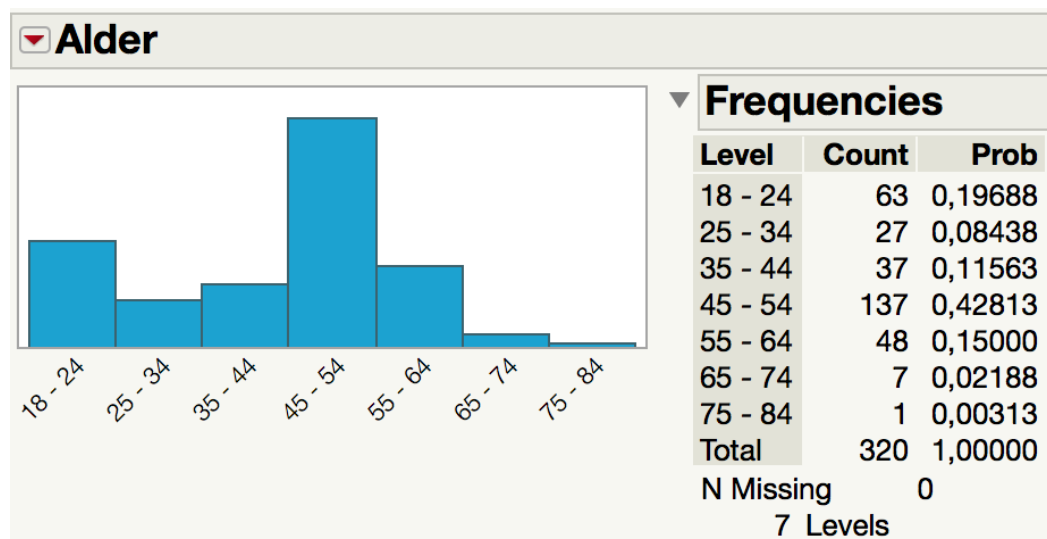 Alder
18 - 24
25 - 34
35 - 44
45 - 54
55 - 64
65 - 74
75 - 84
Frequencies
Level Count Prob
18 - 24 63 0,19688
25 - 34 27 0,08438
35 - 44 37 0,11563
45 - 54 137 0,42813
55 - 64 48 0,15000
65 - 74 7 0,02188
75 - 84 1 0,00313
Total 320 1,00000
N Missing 0
7 Levels